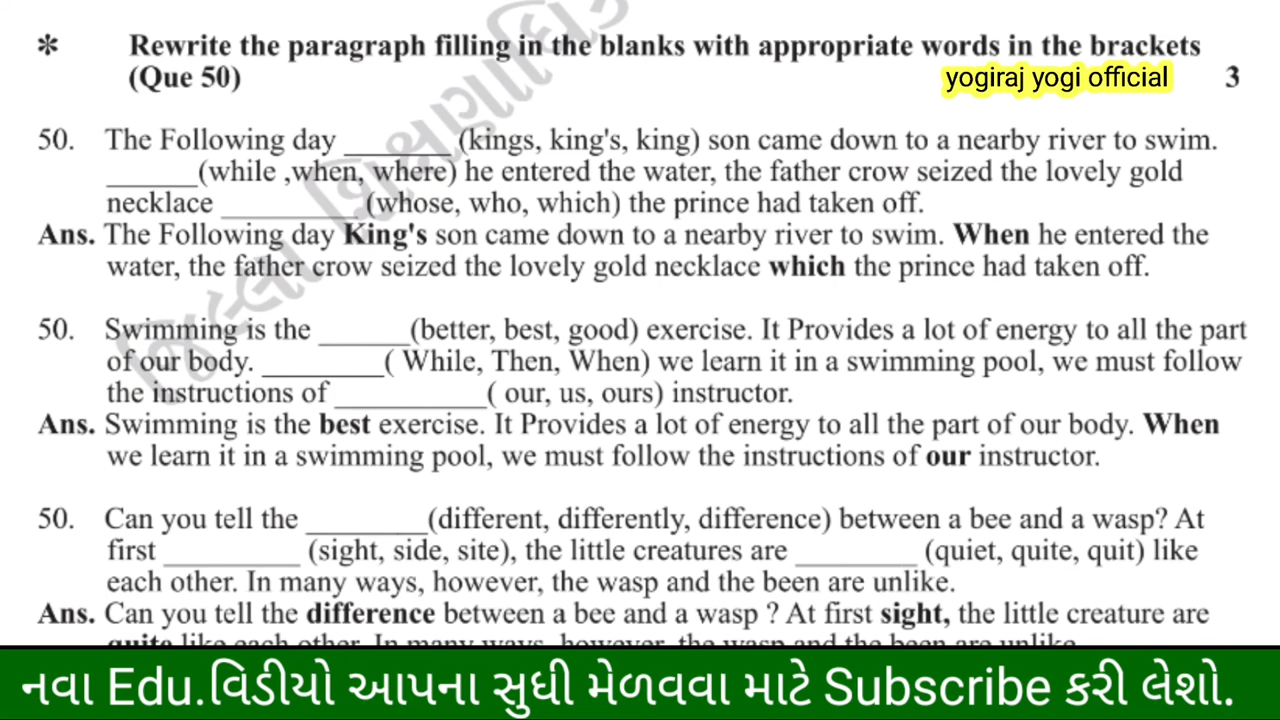 * Rewrite the paragraph filling in the blanks with appropriate words in the brackets
(Que 50) yogiraj yogi official 3
50. The Following day ________ (kings, king's, king) son came down to a nearby river to swim.
_______(while ,when, where) he entered the water, the father crow seized the lovely gold
necklace __________ (whose, who, which) the prince had taken off.
Ans. The Following day King's son came down to a nearby river to swim. When he entered the
water, the father crow seized the lovely gold necklace which the prince had taken off.
50. Swimming is the _______(better, best, good) exercise. It Provides a lot of energy to all the part
of our body. _________( While, Then, When) we learn it in a swimming pool, we must follow
the instructions of ___________( our, us, ours) instructor.
Ans. Swimming is the best exercise. It Provides a lot of energy to all the part of our body. When
we learn it in a swimming pool, we must follow the instructions of our instructor.
50. Can you tell the _________(different, differently, difference) between a bee and a wasp? At
first __________ (sight, side, site), the little creatures are _________ (quiet, quite, quit) like
each other. In many ways, however, the wasp and the been are unlike.
Ans. Can you tell the difference between a bee and a wasp ? At first sight, the little creature are
quite like each other. In many ways, however, the wasp and the been are unlike.
નવા Edu.વિડીયો આપના સુધી મેળવવા માટે Subscribe કરી લેશો.